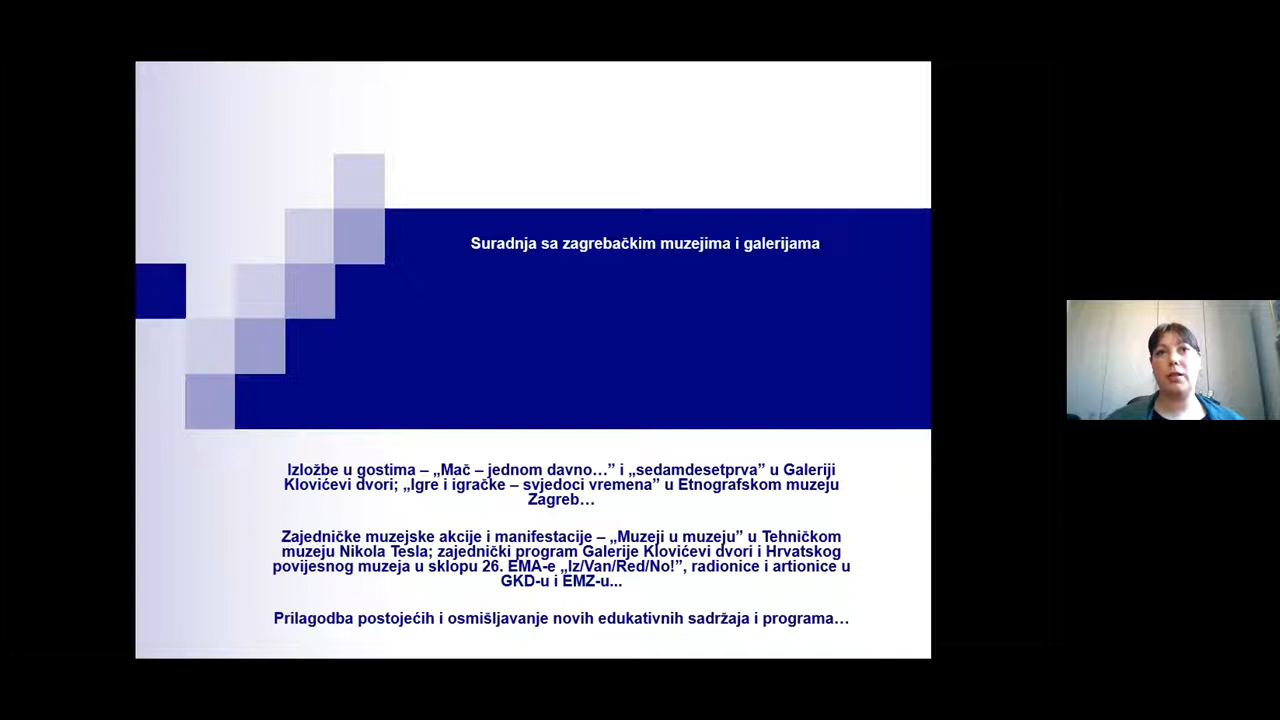 Suradnja sa zagrebačkim muzejima i galerijama
Izložbe u gostima – „Mač – jednom davno…” i „sedamdesetprva” u Galeriji
Klovićevi dvori; „Igre i igračke – svjedoci vremena” u Etnografskom muzeju
Zagreb…
Zajedničke muzejske akcije i manifestacije – „Muzeji u muzeju” u Tehničkom
muzeju Nikola Tesla; zajednički program Galerije Klovićevi dvori i Hrvatskog
povijesnog muzeja u sklopu 26. EMA-e „Iz/Van/Red/No!”, radionice i artionice u
GKD-u i EMZ-u...
Prilagodba postojećih i osmišljavanje novih edukativnih sadržaja i programa…